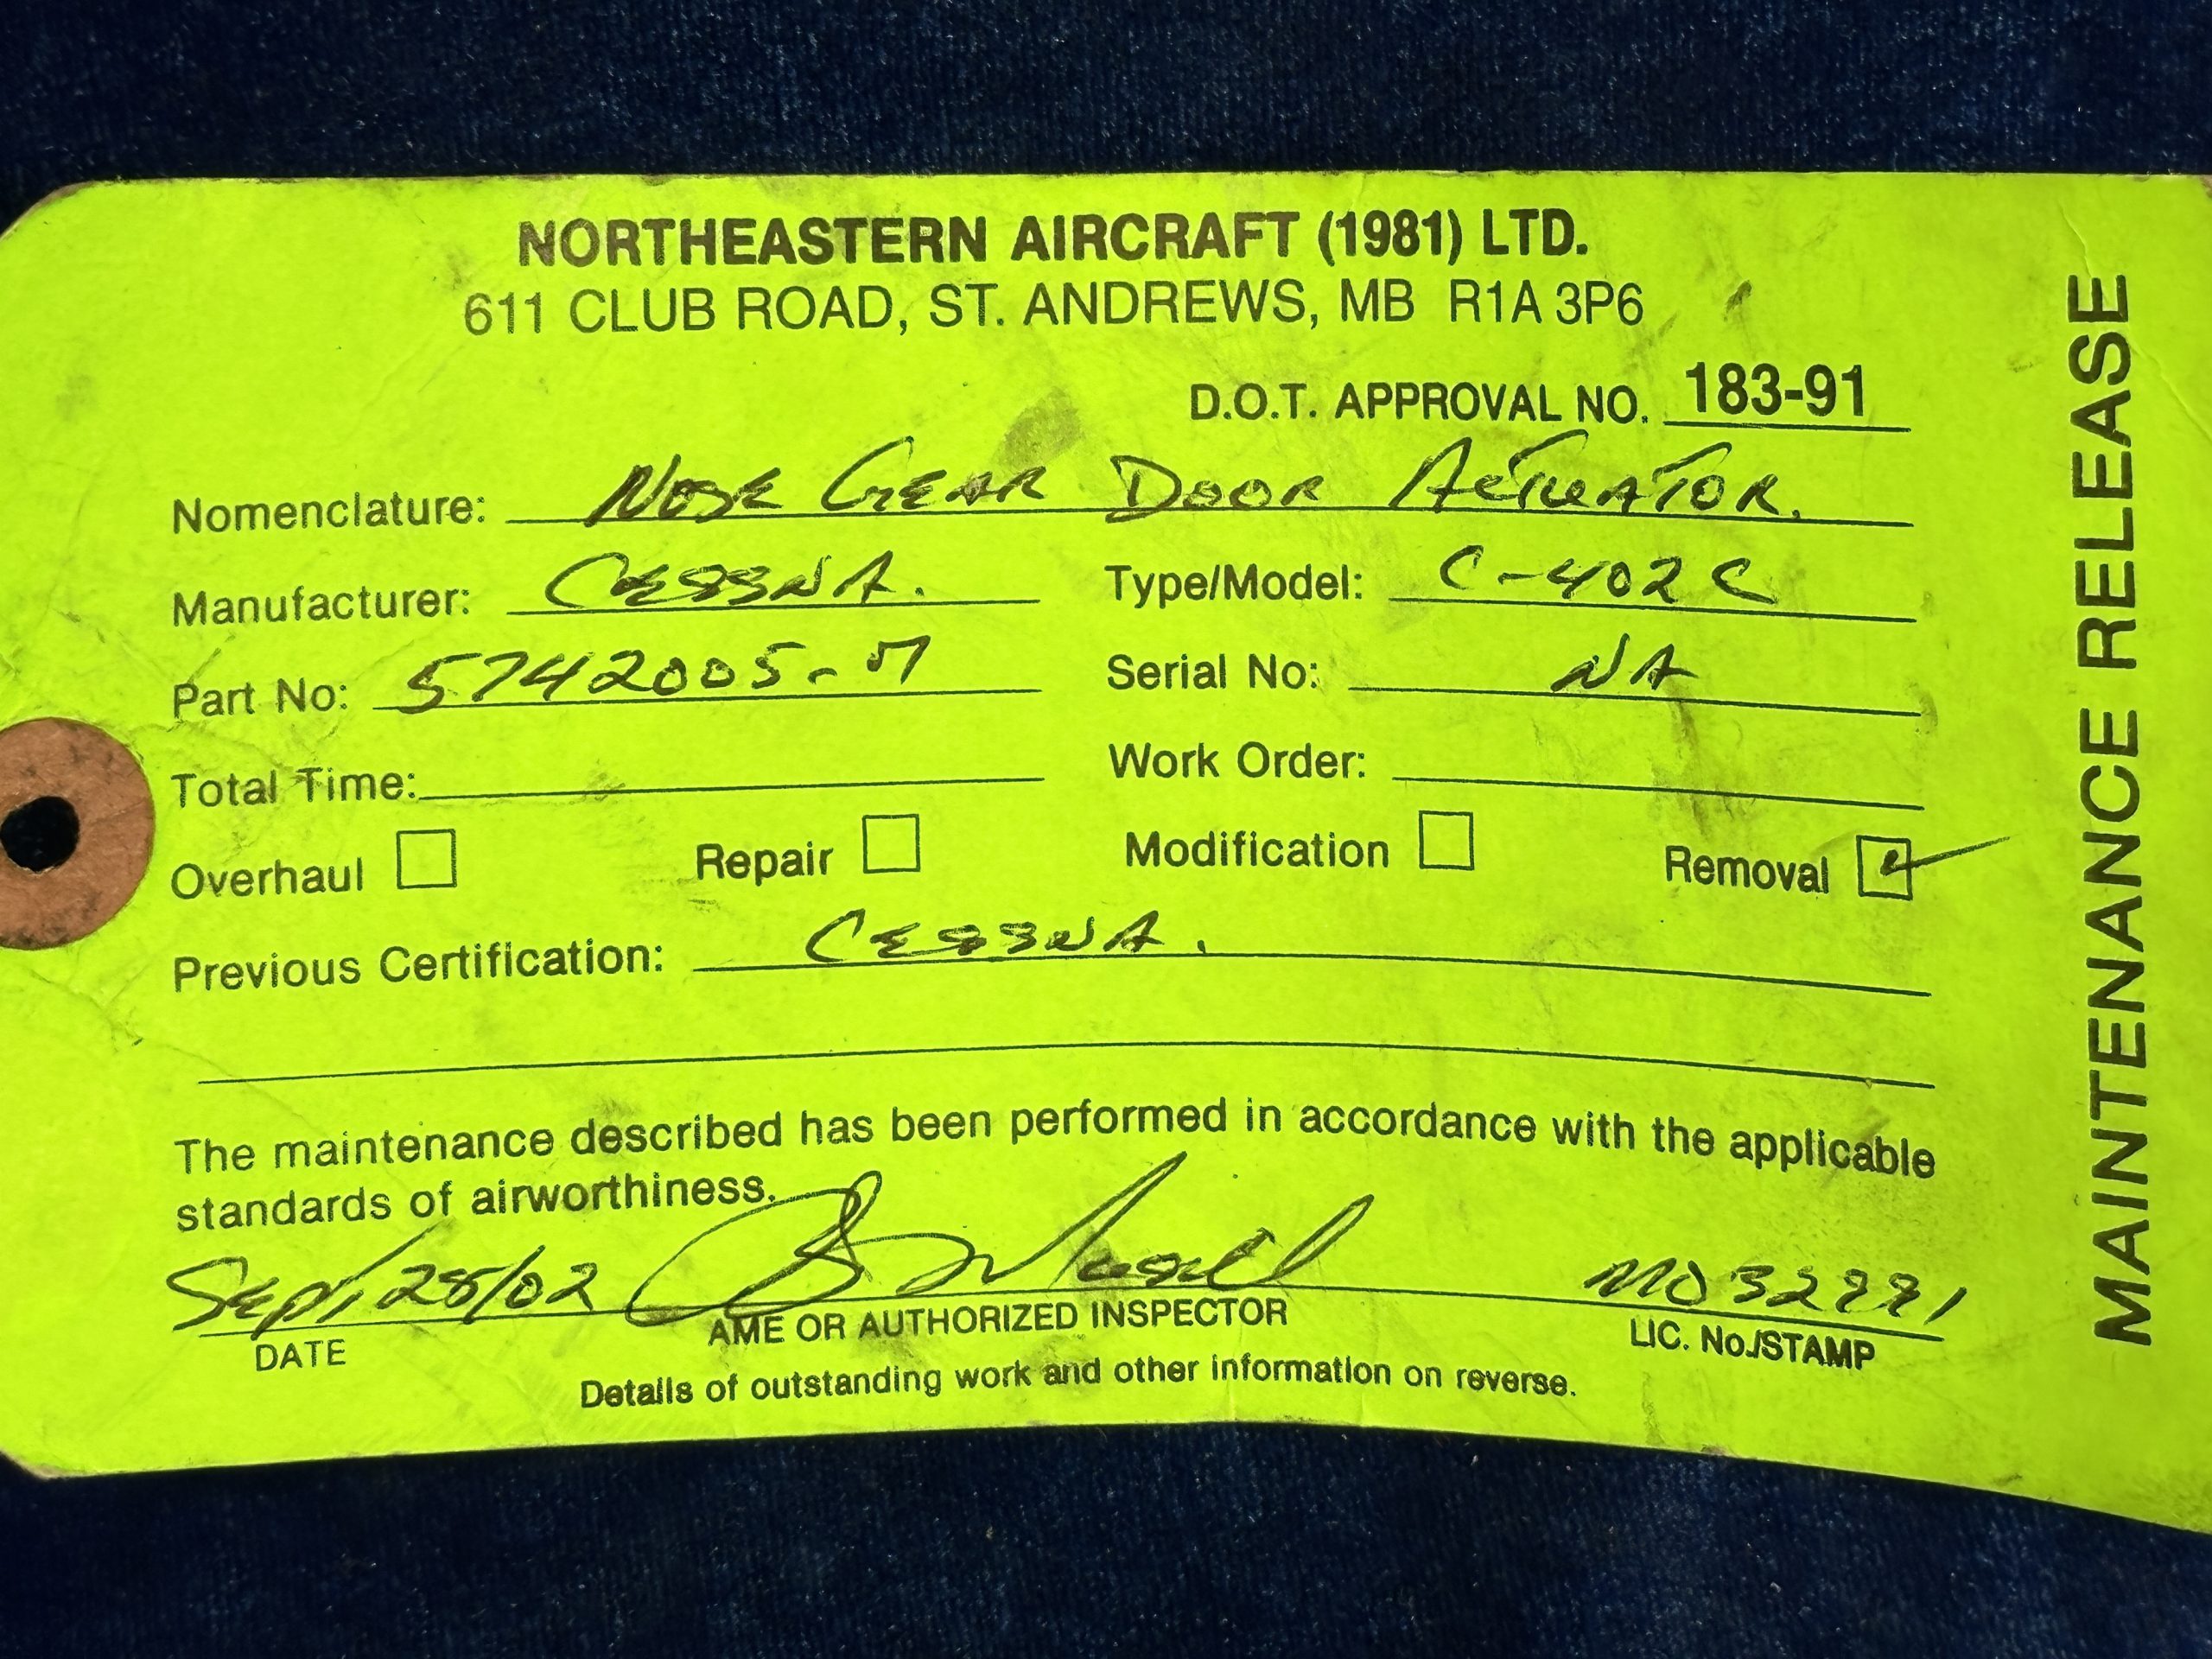 NORTHEASTERN AIRCRAFT (1981) LTD.
611 CLUB ROAD, ST. ANDREWS, MB R1A 3P6
D.O.T. APPROVAL NO. 183-91
Nomenclature: NOSE GEAR DOOR ACTUATOR.
Manufacturer: CESSNA. Type/Model: C-402C
Part No: 5742005-7 Serial No: NA
Total Time: Work Order:
Overhaul Repair Modification Removal
Previous Certification: CESSNA.
The maintenance described has been performed in accordance with the applicable
standards of airworthiness.
Sept, 28/02
DATE AME OR AUTHORIZED INSPECTOR LIC. No./STAMP
Details of outstanding work and other information on reverse.
MAINTENANCE RELEASE